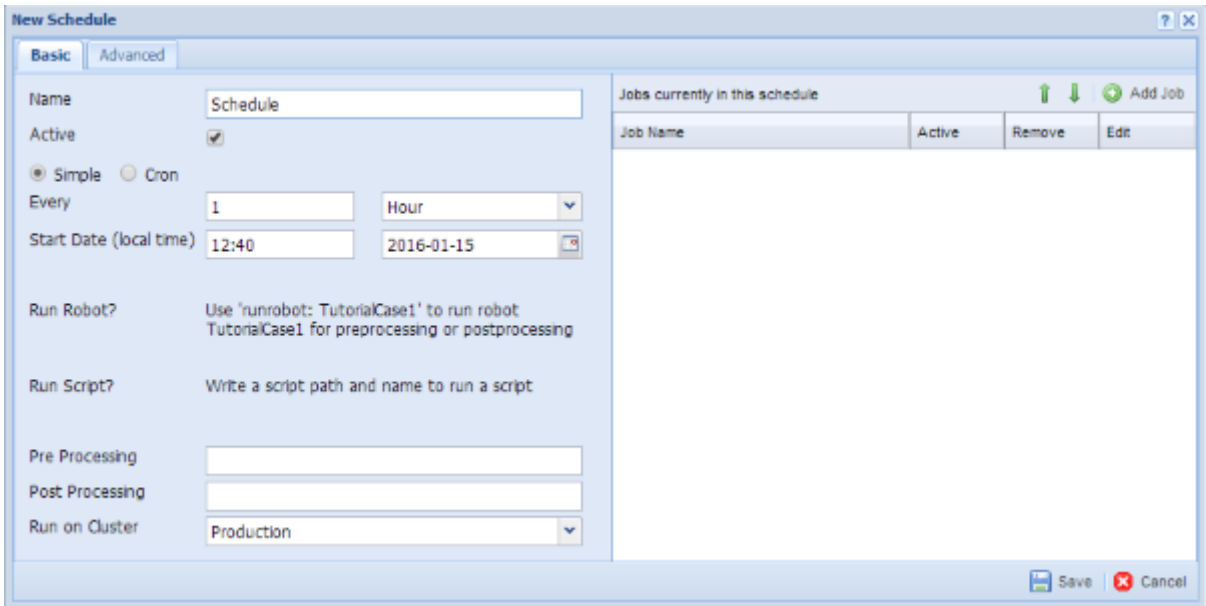 New Schedule
Basic Advanced
Name Schedule
Active
Simple Cron
Every 1 Hour
Start Date (local time) 12:40 2016-01-15
Run Robot? Use 'runrobot: TutorialCase1' to run robot
TutorialCase1 for preprocessing or postprocessing
Run Script? Write a script path and name to run a script
Pre Processing
Post Processing
Run on Cluster Production
Jobs currently in this schedule Add Job
Job Name Active Remove Edit
Save Cancel